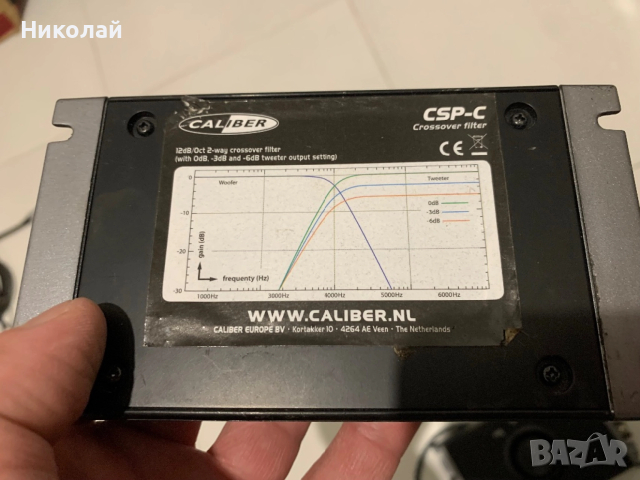 Николай
CALIBER
CSP-C
Crossover filter
12dB/Oct 2-way crossover filter
(with 0dB, -3dB and -6dB tweeter output setting)
CE
0
Woofer
Tweeter
0dB
-10
-3dB
-6dB
-20
gain (dB)
frequenty (Hz)
-30
1000Hz
3000Hz
4000Hz
5000Hz
6000Hz
WWW.CALIBER.NL
CALIBER EUROPE BV · Kortakker 10 · 4264 AE Veen · The Netherlands
BAZAR